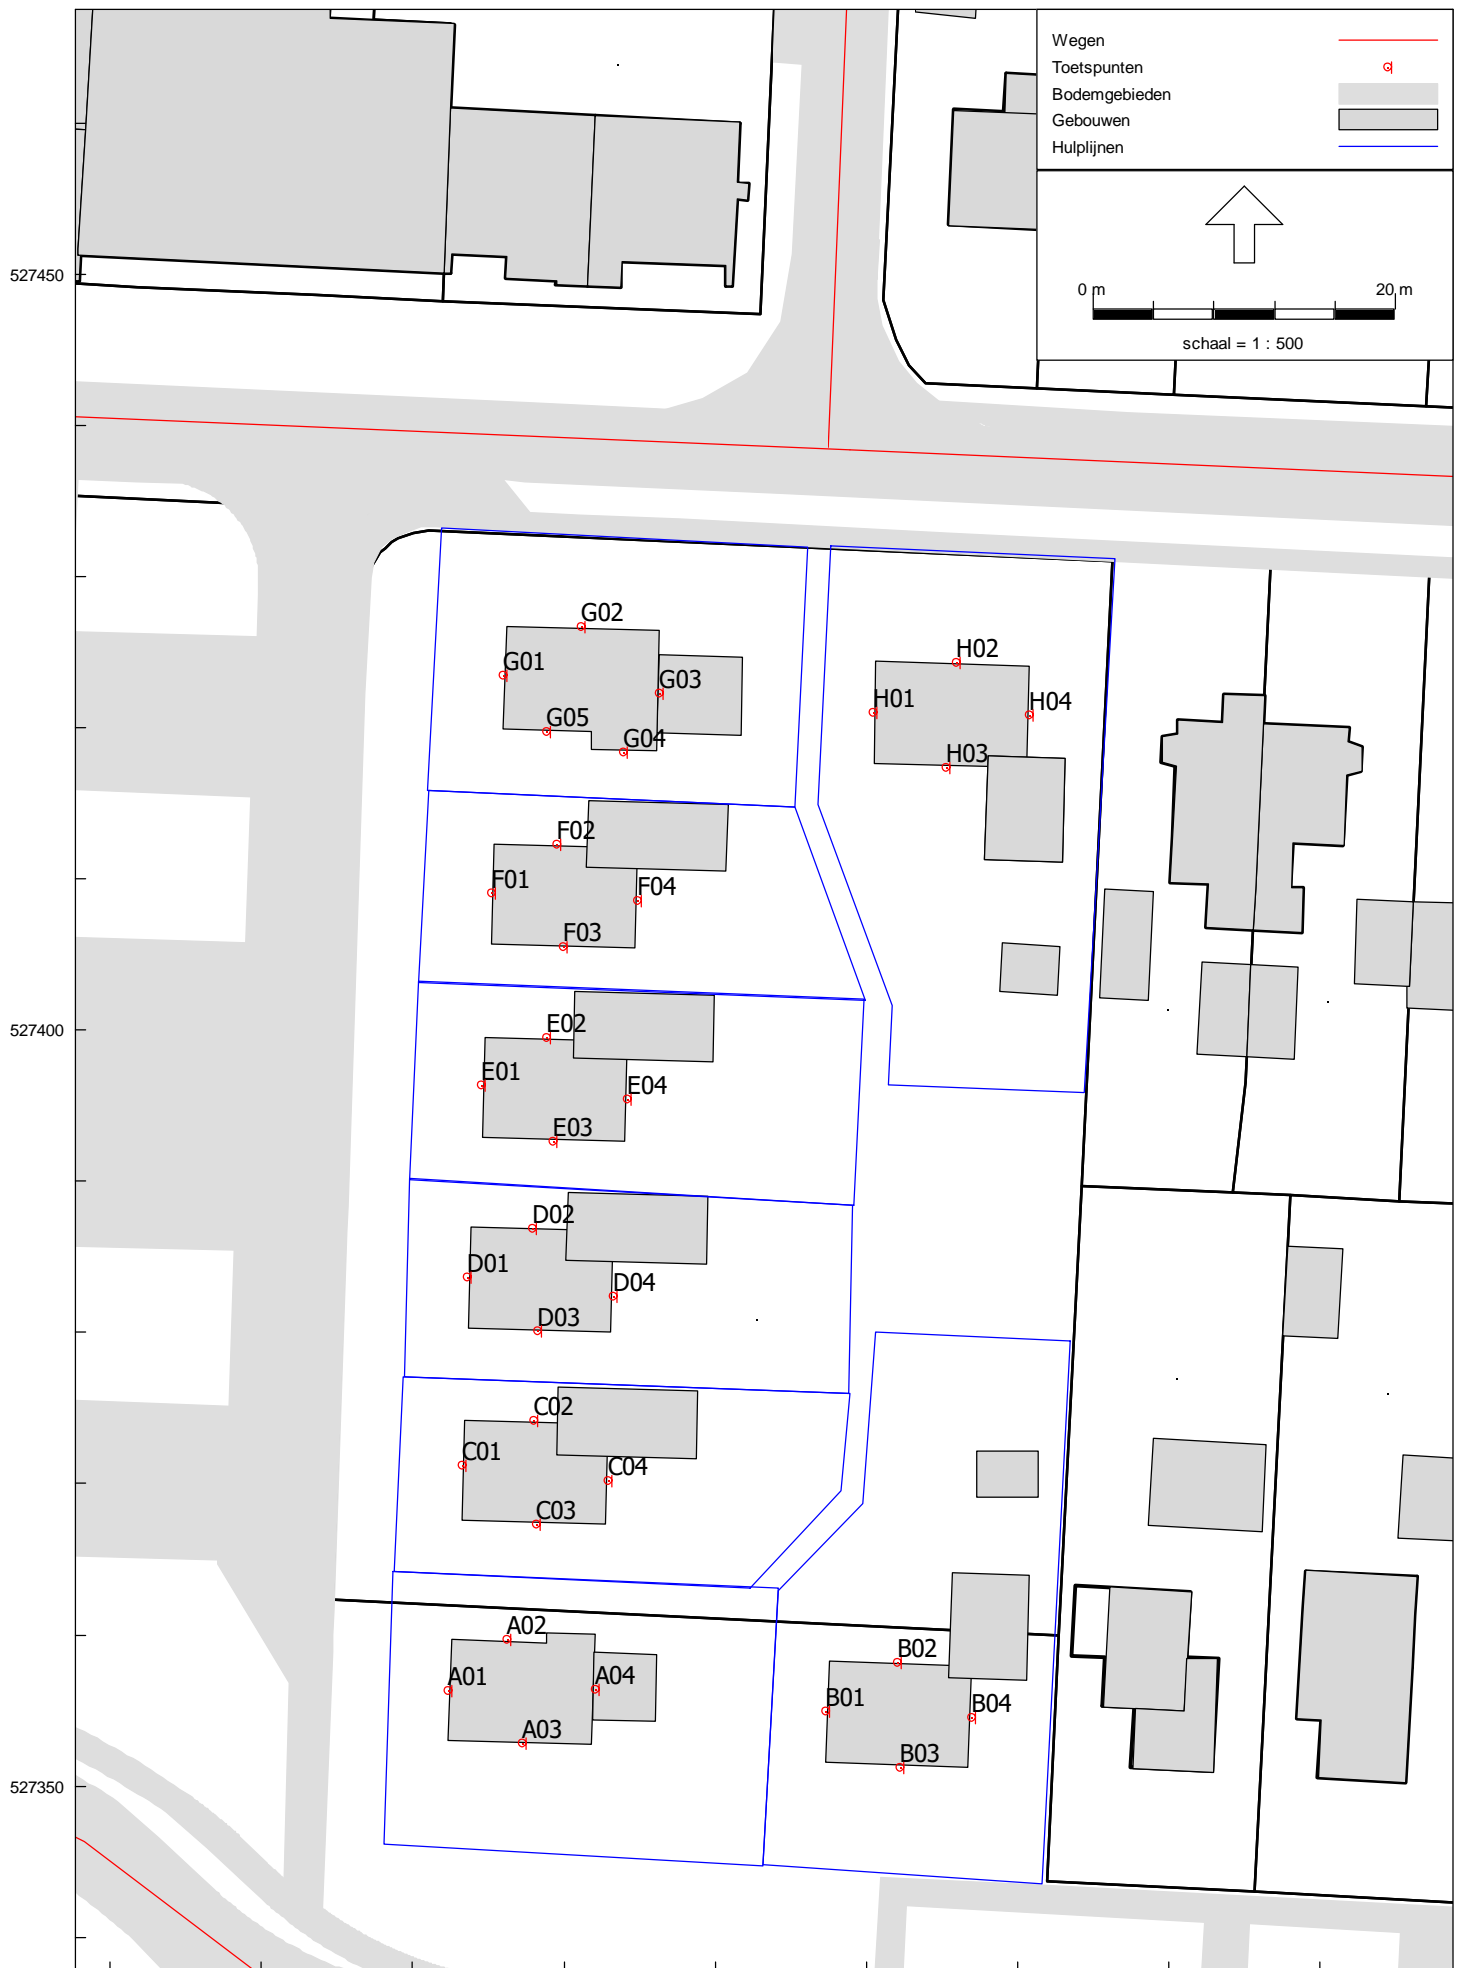 Wegen
Toetspunten
Bodemgebieden
Gebouwen
Hulplijnen
0 m 20 m
schaal = 1 : 500
527450
G02
G01
G03
G05
G04
H02
H01
H04
H03
F02
F01
F04
F03
527400
E02
E01
E04
E03
D02
D01
D04
D03
C02
C01
C04
C03
A02
A01
A04
A03
B02
B01
B04
B03
527350